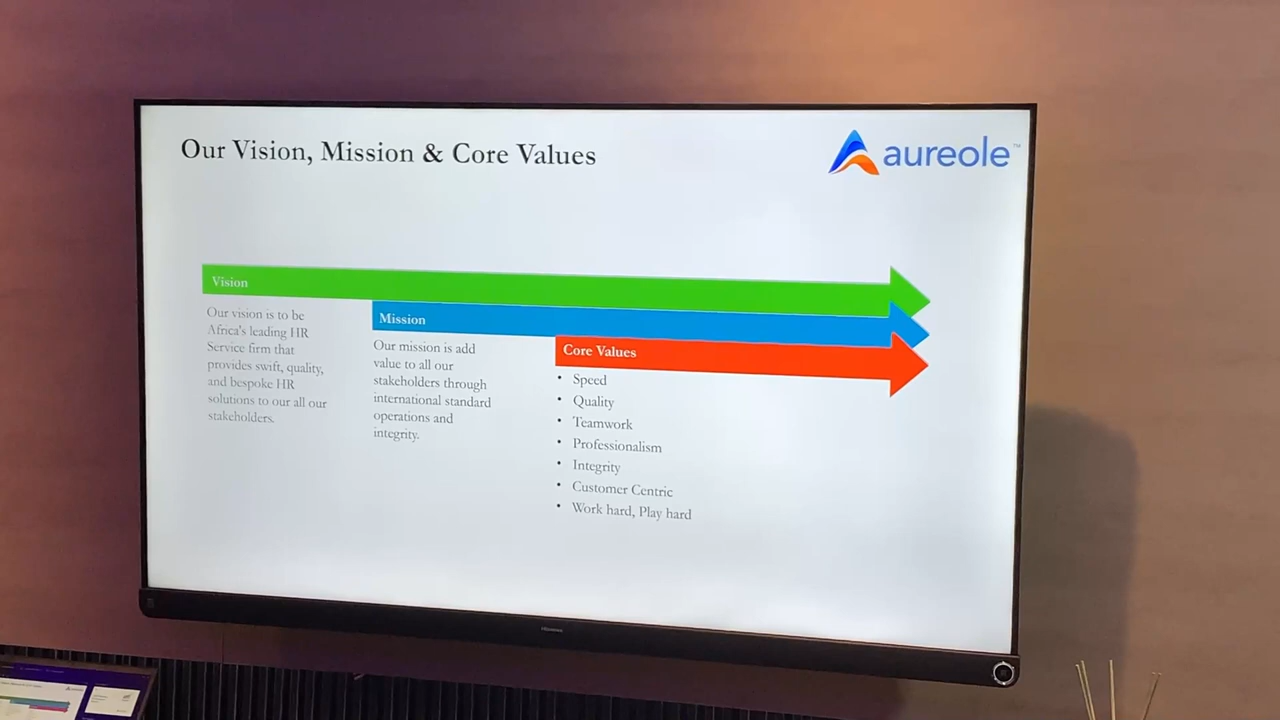 Our Vision, Mission & Core Values
aureole™
Vision
Our vision is to be
Africa's leading HR
Service firm that
provides swift, quality,
and bespoke HR
solutions to our all our
stakeholders.
Mission
Our mission is add
value to all our
stakeholders through
international standard
operations and
integrity.
Core Values
• Speed
• Quality
• Teamwork
• Professionalism
• Integrity
• Customer Centric
• Work hard, Play hard
Hisense